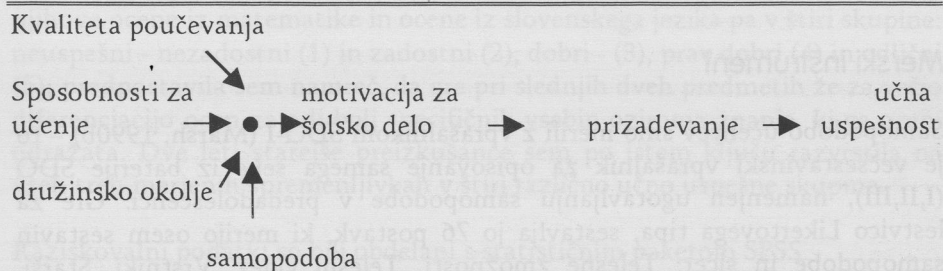 Kvaliteta poučevanja
Sposobnosti za motivacija za učna
učenje šolsko delo prizadevanje uspešnost
družinsko okolje
samopodoba